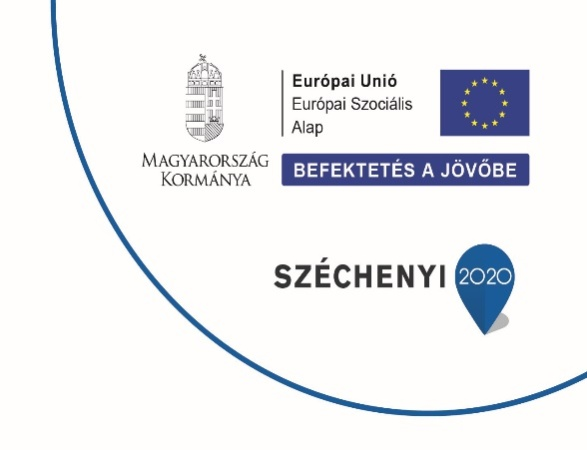 Európai Unió
Európai Szociális
Alap
MAGYARORSZÁG
KORMÁNYA
BEFEKTETÉS A JÖVŐBE
SZÉCHENYI 2020